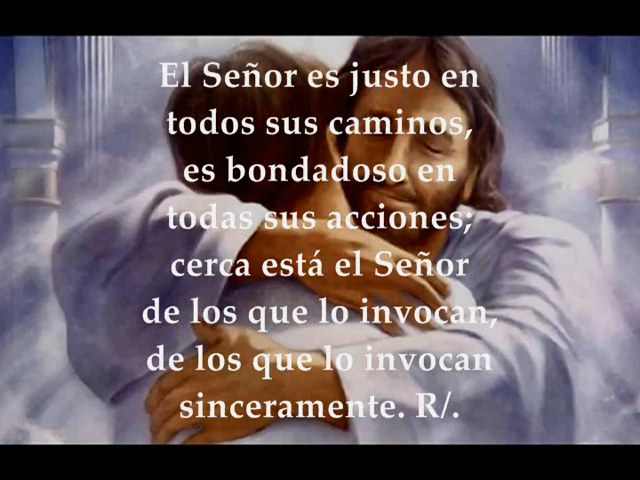 El Señor es justo en
todos sus caminos,
es bondadoso en
todas sus acciones;
cerca está el Señor
de los que lo invocan,
de los que lo invocan
sinceramente. R/.